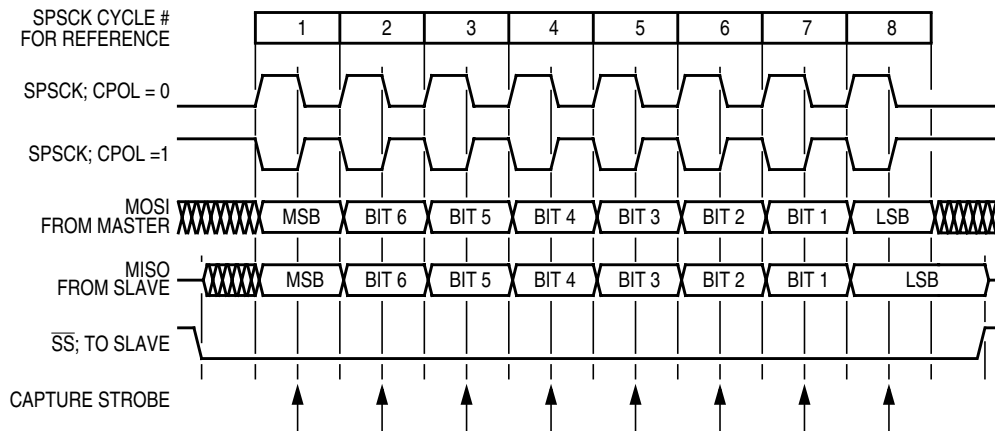 SPSCK CYCLE #
FOR REFERENCE
1 2 3 4 5 6 7 8
SPSCK; CPOL = 0
SPSCK; CPOL =1
MOSI
FROM MASTER
MSB BIT 6 BIT 5 BIT 4 BIT 3 BIT 2 BIT 1 LSB
MISO
FROM SLAVE
MSB BIT 6 BIT 5 BIT 4 BIT 3 BIT 2 BIT 1 LSB
S̅S̅; TO SLAVE
CAPTURE STROBE